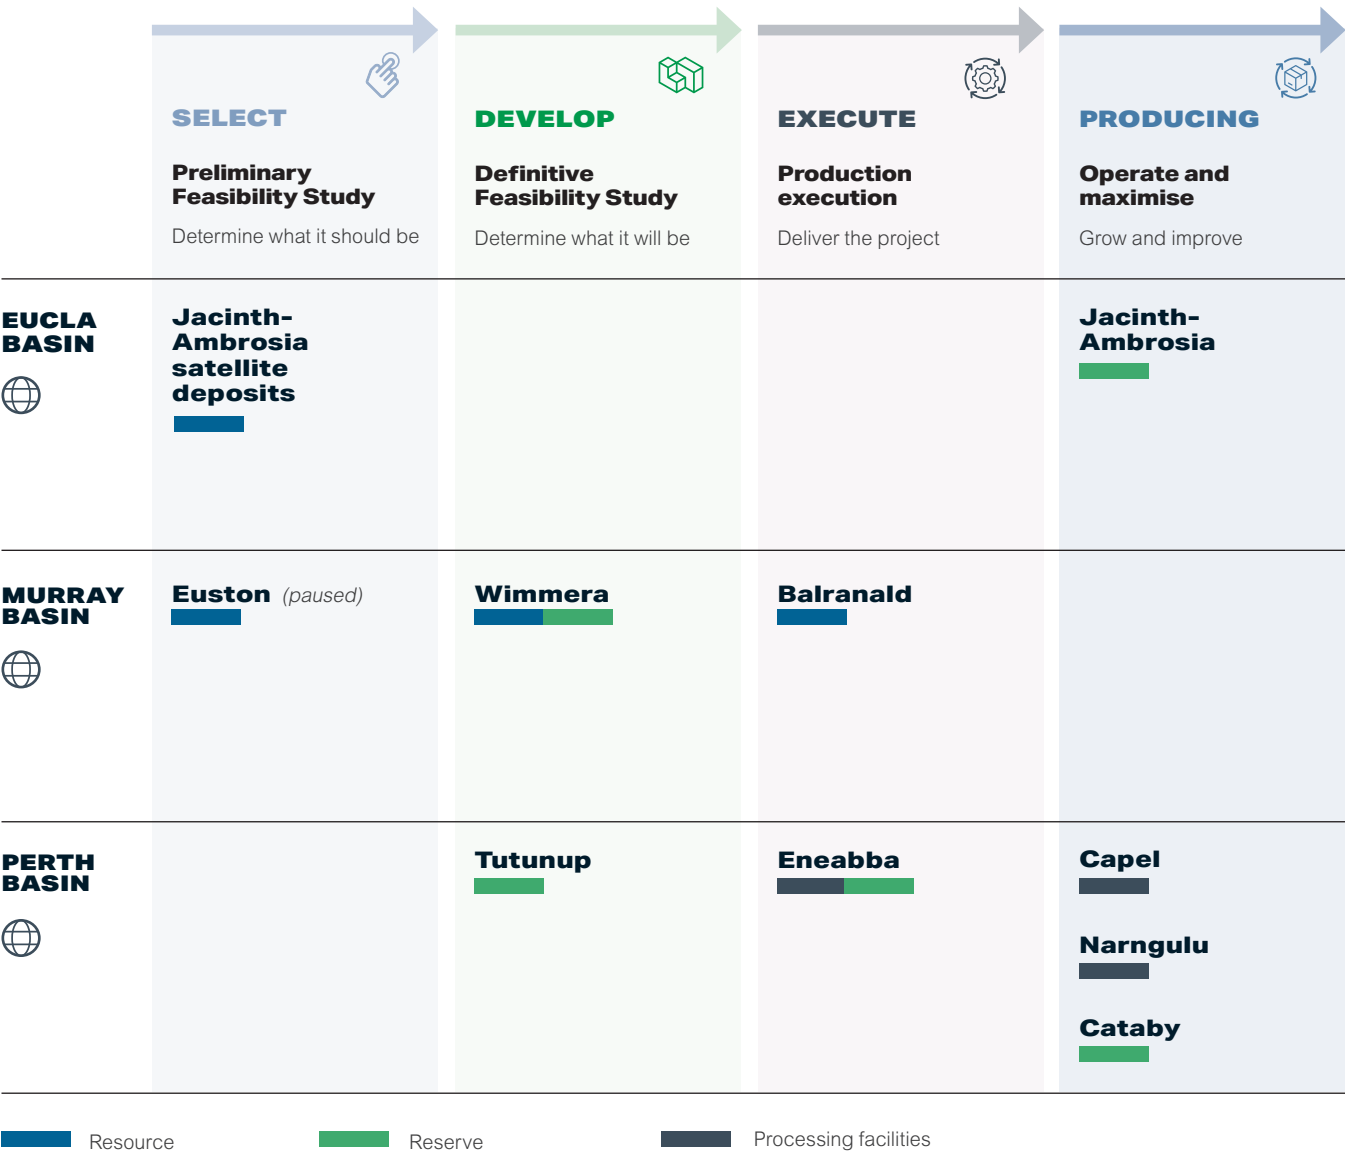 SELECT
Preliminary
Feasibility Study
Determine what it should be
DEVELOP
Definitive
Feasibility Study
Determine what it will be
EXECUTE
Production
execution
Deliver the project
PRODUCING
Operate and
maximise
Grow and improve
EUCLA
BASIN
Jacinth-
Ambrosia
satellite
deposits
Jacinth-
Ambrosia
MURRAY
BASIN
Euston (paused)
Wimmera
Balranald
PERTH
BASIN
Tutunup
Eneabba
Capel
Narngulu
Cataby
Resource
Reserve
Processing facilities